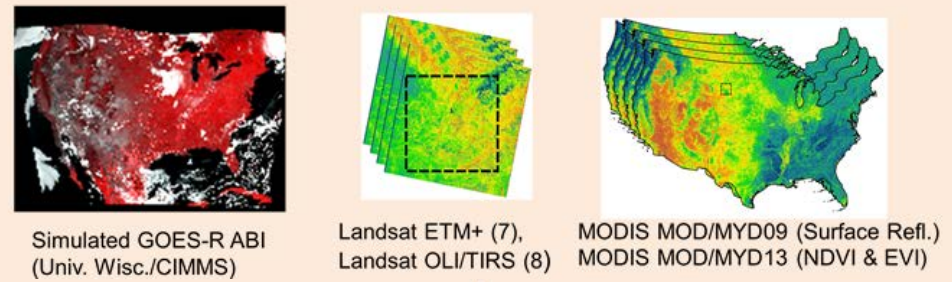 Simulated GOES-R ABI
(Univ. Wisc./CIMMS)
Landsat ETM+ (7),
Landsat OLI/TIRS (8)
MODIS MOD/MYD09 (Surface Refl.)
MODIS MOD/MYD13 (NDVI & EVI)